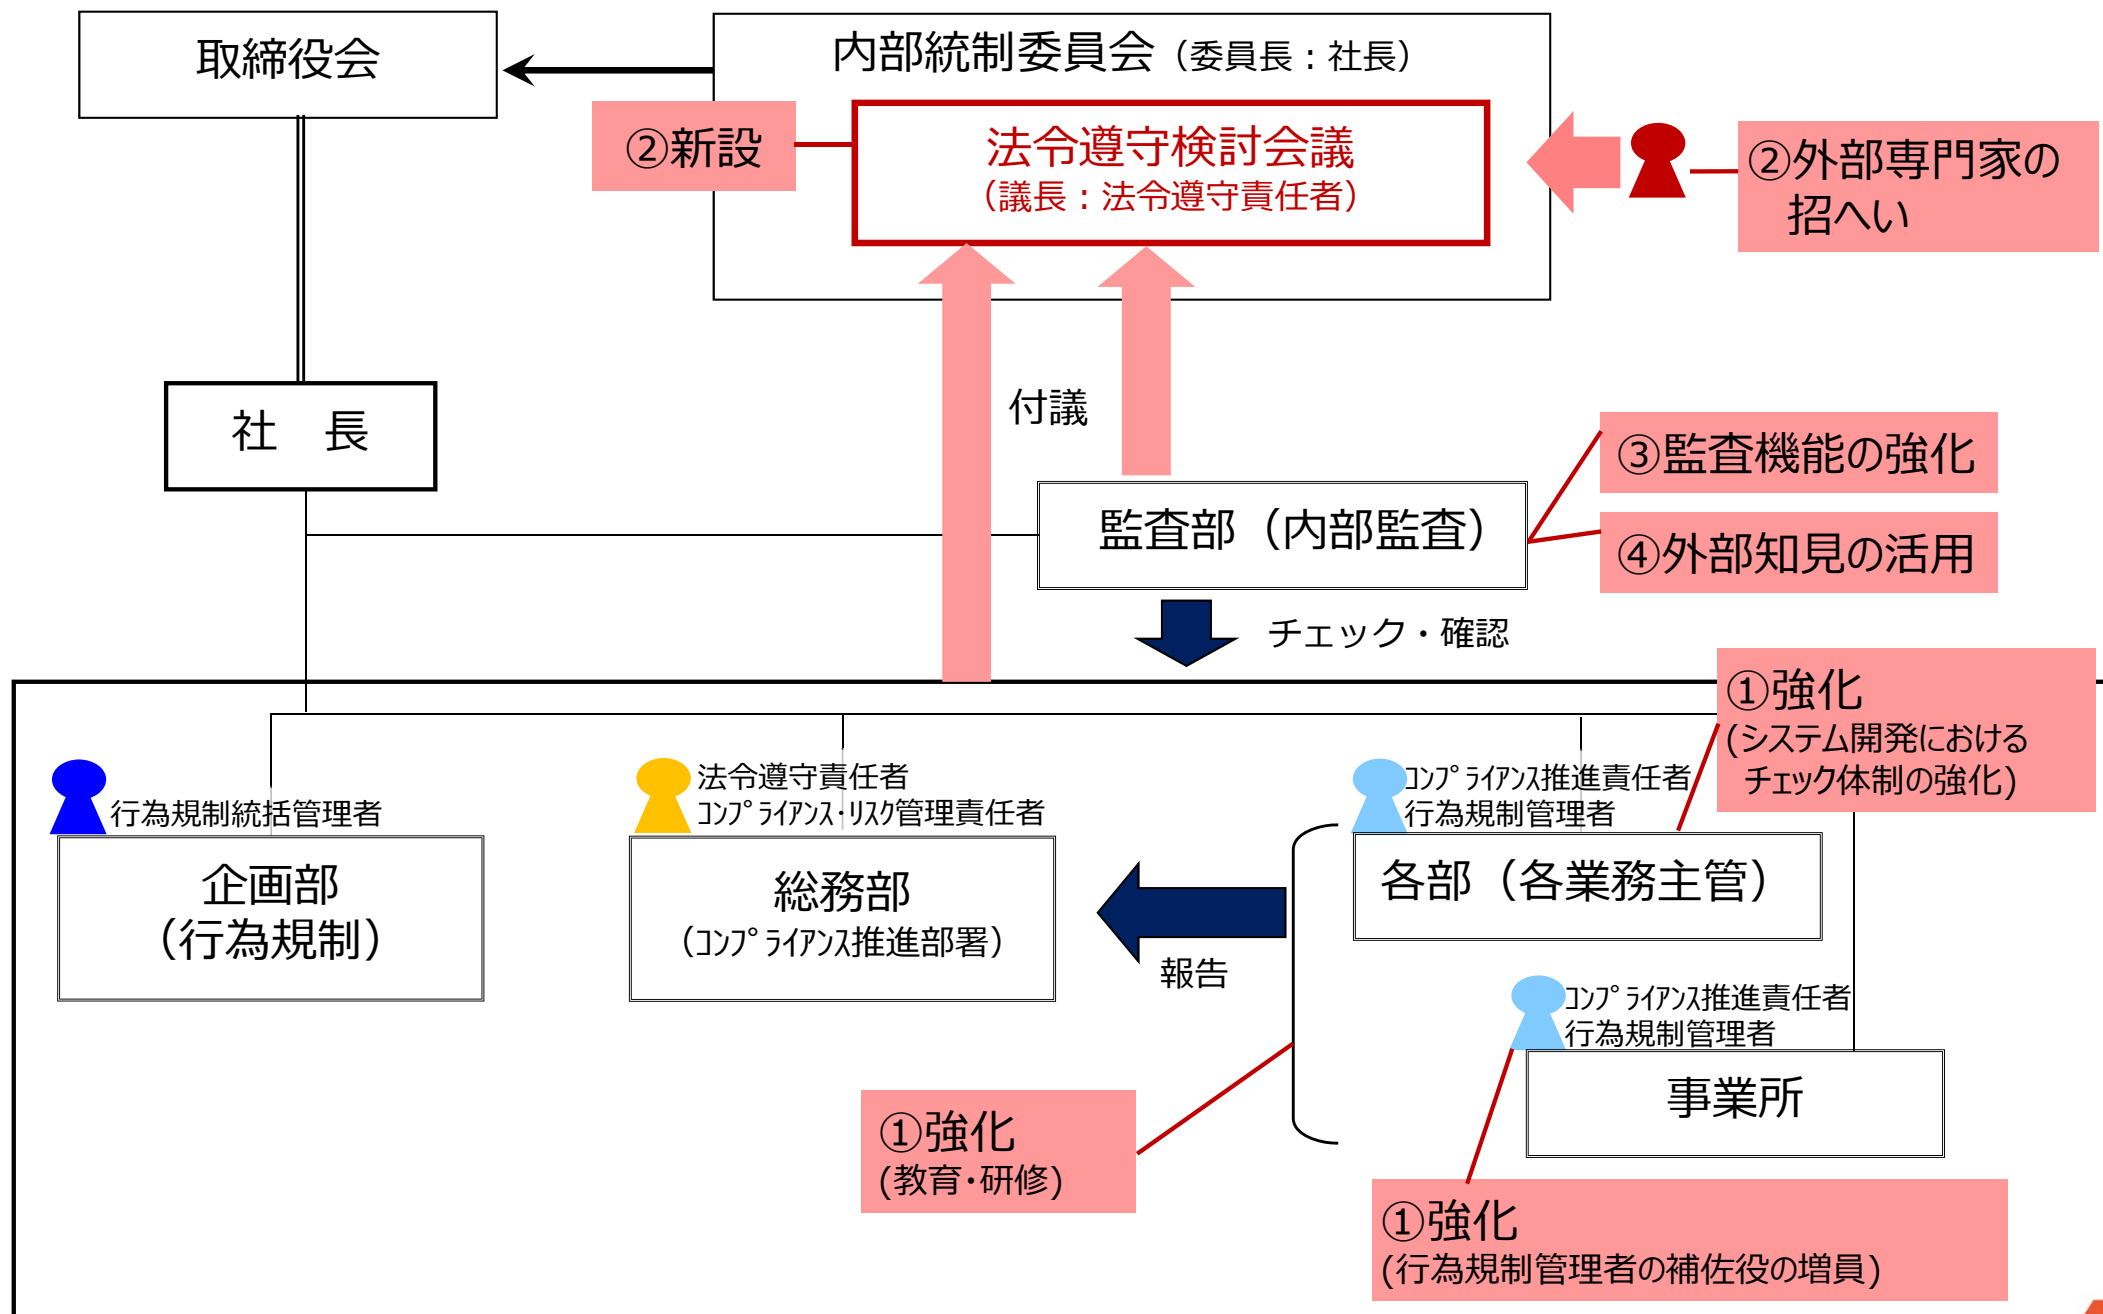 取締役会
内部統制委員会（委員長：社長）
②新設
法令遵守検討会議
（議長：法令遵守責任者）
②外部専門家の
招へい
社　長
付議
③監査機能の強化
監査部（内部監査）
④外部知見の活用
チェック・確認
①強化
(システム開発における
チェック体制の強化)
行為規制統括管理者
企画部
（行為規制）
法令遵守責任者
ｺﾝﾌﾟﾗｲｱﾝｽ･ﾘｽｸ管理責任者
総務部
（ｺﾝﾌﾟﾗｲｱﾝｽ推進部署）
ｺﾝﾌﾟﾗｲｱﾝｽ推進責任者
行為規制管理者
各部（各業務主管）
報告
ｺﾝﾌﾟﾗｲｱﾝｽ推進責任者
行為規制管理者
事業所
①強化
(教育･研修)
①強化
(行為規制管理者の補佐役の増員)